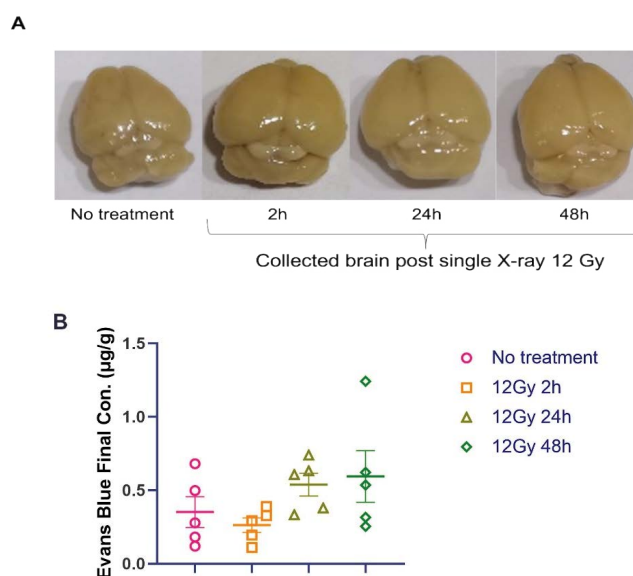 A
No treatment 2h 24h 48h
Collected brain post single X-ray 12 Gy
B
Evans Blue Final Con. (µg/g)
1.5
1.0
0.5
0.0
No treatment
12Gy 2h
12Gy 24h
12Gy 48h